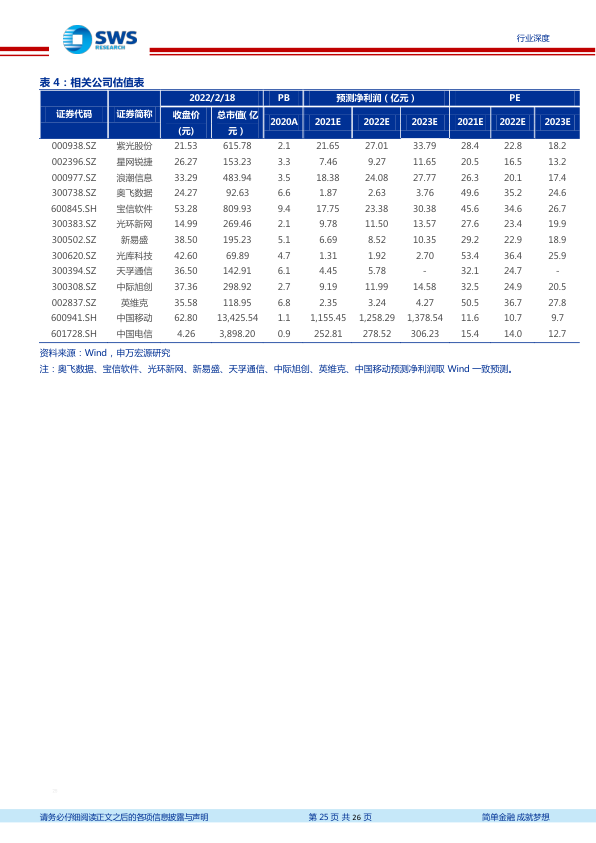 SWS
RESEARCH
行业深度
表 4：相关公司估值表
证券代码 证券简称 2022/2/18 PB 预测净利润（亿元） PE
收盘价（元） 总市值（亿元） 2020A 2021E 2022E 2023E 2021E 2022E 2023E
000938.SZ 紫光股份 21.53 615.78 2.1 21.65 27.01 33.79 28.4 22.8 18.2
002396.SZ 星网锐捷 26.27 153.23 3.3 7.46 9.27 11.65 20.5 16.5 13.2
000977.SZ 浪潮信息 33.29 483.94 3.5 18.38 24.08 27.77 26.3 20.1 17.4
300738.SZ 奥飞数据 24.27 92.63 6.6 1.87 2.63 3.76 49.6 35.2 24.6
600845.SH 宝信软件 53.28 809.93 9.4 17.75 23.38 30.38 45.6 34.6 26.7
300383.SZ 光环新网 14.99 269.46 2.1 9.78 11.50 13.57 27.6 23.4 19.9
300502.SZ 新易盛 38.50 195.23 5.1 6.69 8.52 10.35 29.2 22.9 18.9
300620.SZ 光库科技 42.60 69.89 4.7 1.31 1.92 2.70 53.4 36.4 25.9
300394.SZ 天孚通信 36.50 142.91 6.1 4.45 5.78 - 32.1 24.7 -
300308.SZ 中际旭创 37.36 298.92 2.7 9.19 11.99 14.58 32.5 24.9 20.5
002837.SZ 英维克 35.58 118.95 6.8 2.35 3.24 4.27 50.5 36.7 27.8
600941.SH 中国移动 62.80 13,425.54 1.1 1,155.45 1,258.29 1,378.54 11.6 10.7 9.7
601728.SH 中国电信 4.26 3,898.20 0.9 252.81 278.52 306.23 15.4 14.0 12.7
资料来源：Wind，申万宏源研究
注：奥飞数据、宝信软件、光环新网、新易盛、天孚通信、中际旭创、英维克、中国移动预测净利润取 Wind 一致预测。
请务必仔细阅读正文之后的各项信息披露与声明 第 25 页 共 26 页 简单金融 成就梦想